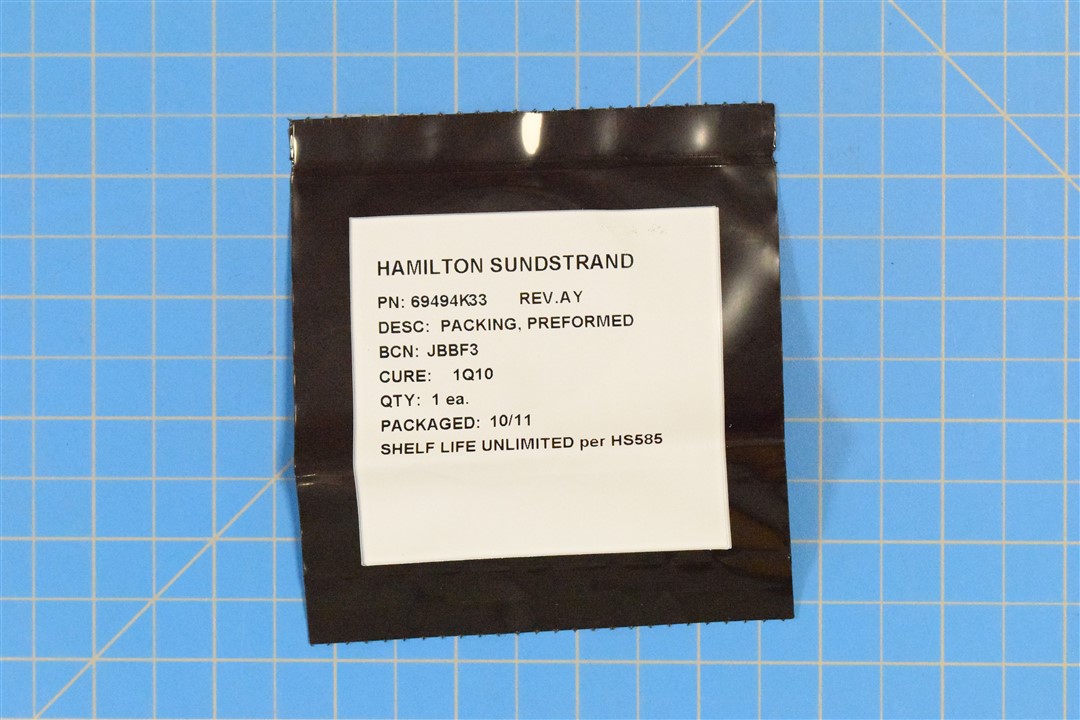 HAMILTON SUNDSTRAND
PN: 69494K33 REV.AY
DESC: PACKING, PREFORMED
BCN: JBBF3
CURE: 1Q10
QTY: 1 ea.
PACKAGED: 10/11
SHELF LIFE UNLIMITED per HS585